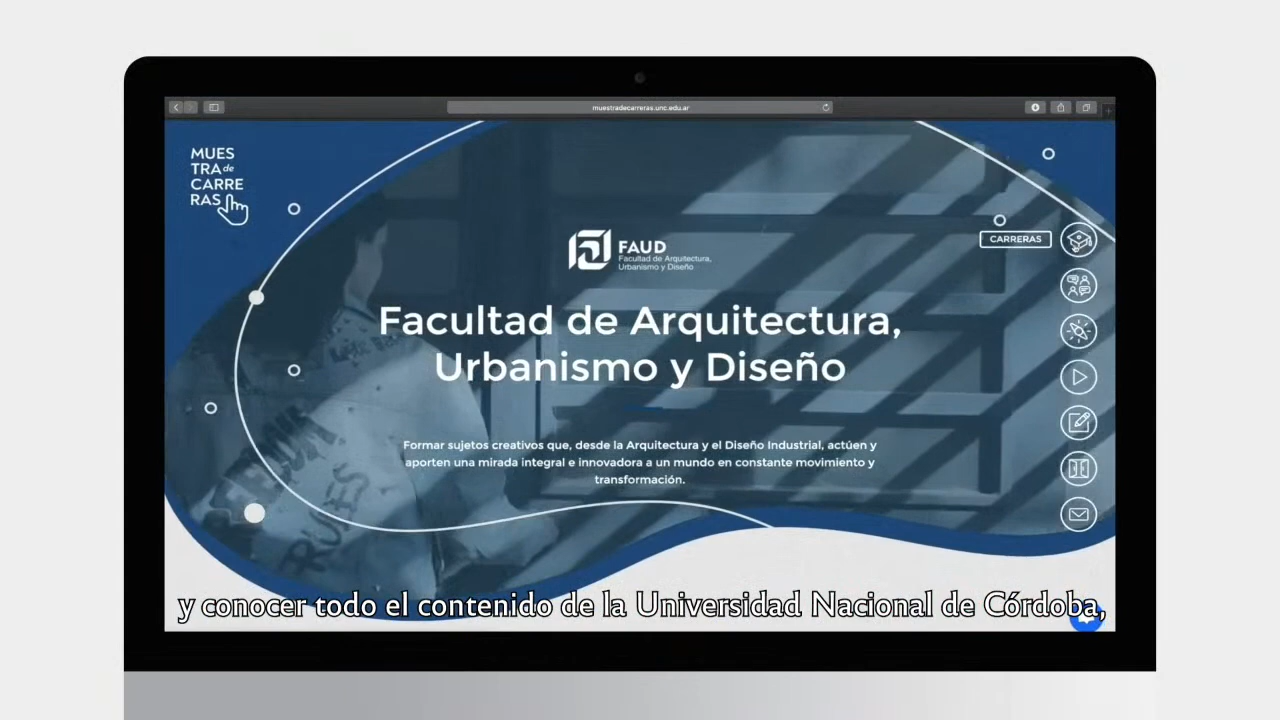 muestradecarreras.unc.edu.ar
MUES
TRA de
CARRE
RAS
CARRERAS
FAUD
Facultad de Arquitectura,
Urbanismo y Diseño
Facultad de Arquitectura,
Urbanismo y Diseño
Formar sujetos creativos que, desde la Arquitectura y el Diseño Industrial, actúen y
aporten una mirada integral e innovadora a un mundo en constante movimiento y
transformación.
y conocer todo el contenido de la Universidad Nacional de Córdoba,